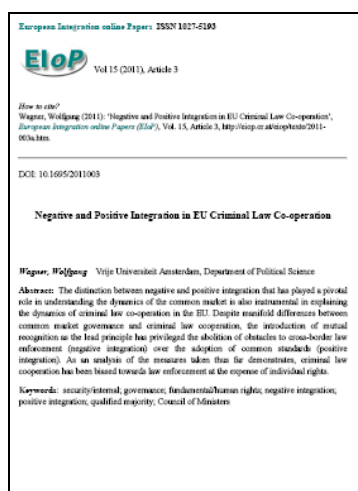 European Integration online Papers ISSN 1027-5193
EIoP
Vol 15 (2011), Article 3
How to cite?
Wagner, Wolfgang (2011): ‘Negative and Positive Integration in EU Criminal Law Co-operation’,
European Integration online Papers (EIoP), Vol. 15, Article 3, http://eiop.or.at/eiop/texte/2011-
003a.htm.
DOI: 10.1695/2011003
Negative and Positive Integration in EU Criminal Law Co-operation
Wagner, Wolfgang Vrije Universiteit Amsterdam, Department of Political Science
Abstract: The distinction between negative and positive integration that has played a pivotal
role in understanding the dynamics of the common market is also instrumental in explaining
the dynamics of criminal law co-operation in the EU. Despite manifold differences between
common market governance and criminal law cooperation, the introduction of mutual
recognition as the lead principle has privileged the abolition of obstacles to cross-border law
enforcement (negative integration) over the adoption of common standards (positive
integration). As an analysis of the measures taken thus far demonstrates, criminal law
cooperation has been biased towards law enforcement at the expense of individual rights.
Keywords: security/internal; governance; fundamental/human rights; negative integration;
positive integration; qualified majority; Council of Ministers